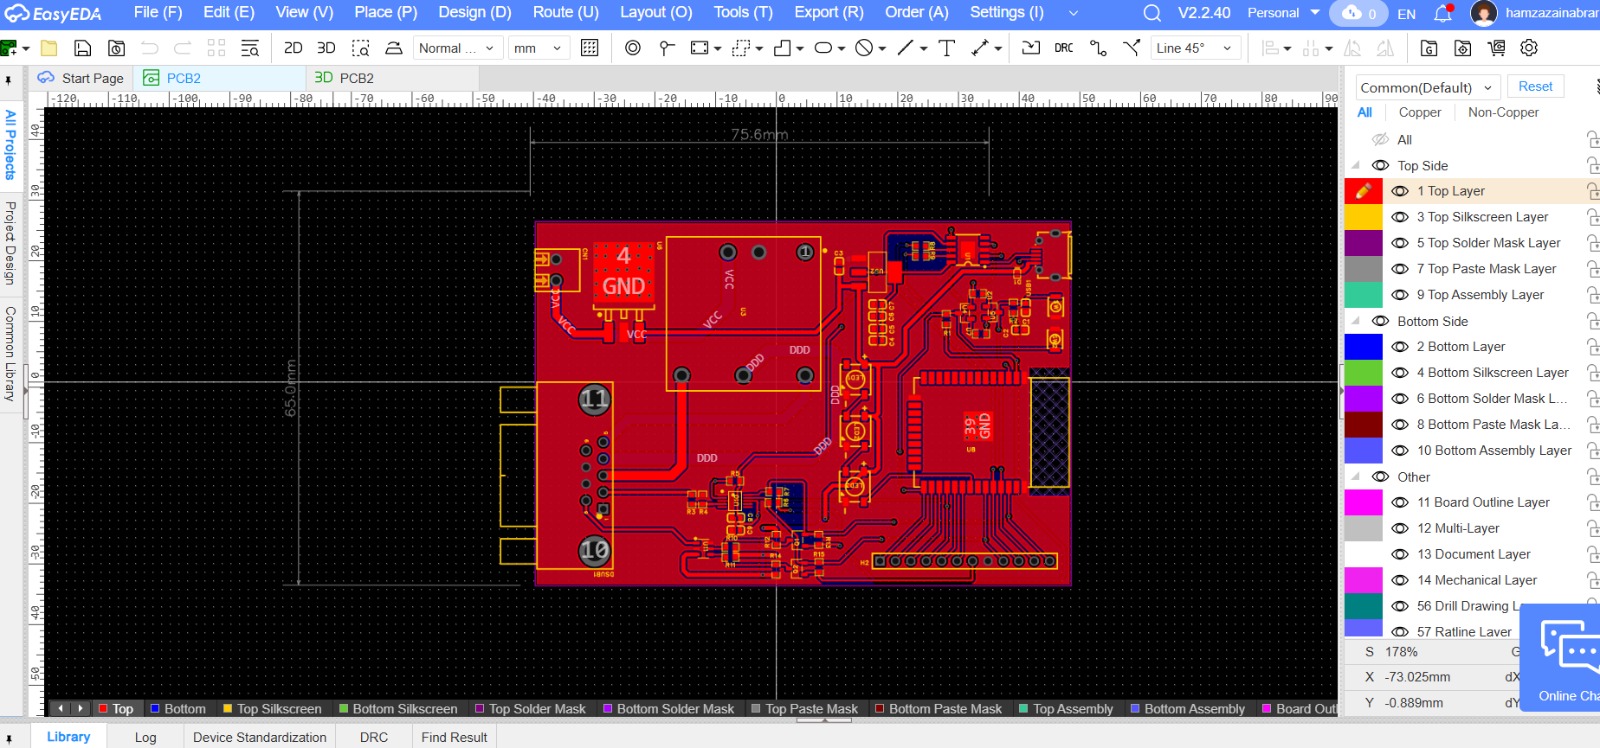 EasyEDA File (F) Edit (E) View (V) Place (P) Design (D) Route (U) Layout (O) Tools (T) Export (R) Order (A) Settings (I) V2.2.40 Personal 0 EN hamzazainabrar
2D 3D Normal ... mm T DRC Line 45°
Start Page PCB2 3D PCB2
Common(Default) Reset
All Copper Non-Copper
All
Top Side
1 Top Layer
3 Top Silkscreen Layer
5 Top Solder Mask Layer
7 Top Paste Mask Layer
9 Top Assembly Layer
Bottom Side
2 Bottom Layer
4 Bottom Silkscreen Layer
6 Bottom Solder Mask L...
8 Bottom Paste Mask La...
10 Bottom Assembly Layer
Other
11 Board Outline Layer
12 Multi-Layer
13 Document Layer
14 Mechanical Layer
56 Drill Drawing L
57 Ratline Layer
S 178% G
X -73.025mm dX
Y -0.889mm dY
Online Cha
All Projects
Project Design
Common Library
-120 -110 -100 -90 -80 -70 -60 -50 -40 -30 -20 -10 0 10 20 30 40 50 60 70 80 90
40
30
20
10
0
-10
-20
-30
-40
-50
75.6mm
65.0mm
4
GND
1
VCC
VCC
VCC
VCC
VCC
U3
DDD
DDD
DDD
DDD
DDD
11
10
39
GND
DSUB1
H2
Top Bottom Top Silkscreen Bottom Silkscreen Top Solder Mask Bottom Solder Mask Top Paste Mask Bottom Paste Mask Top Assembly Bottom Assembly Board Outl
Library Log Device Standardization DRC Find Result